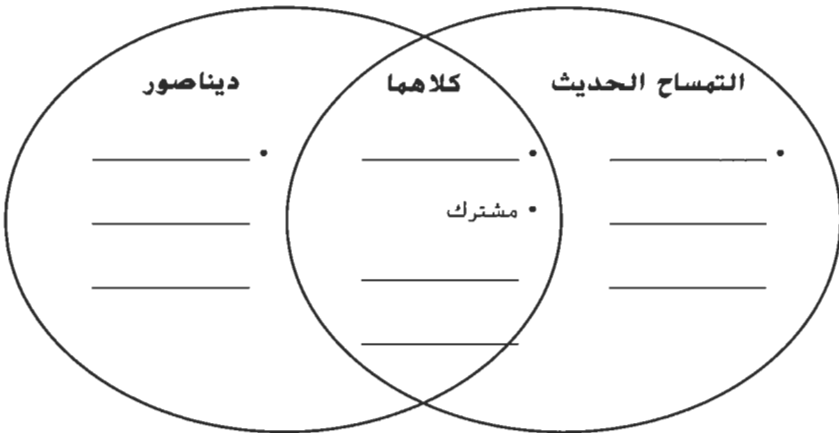 التمساح الحديث
كلاهما
ديناصور
•
•
•
• مشترك